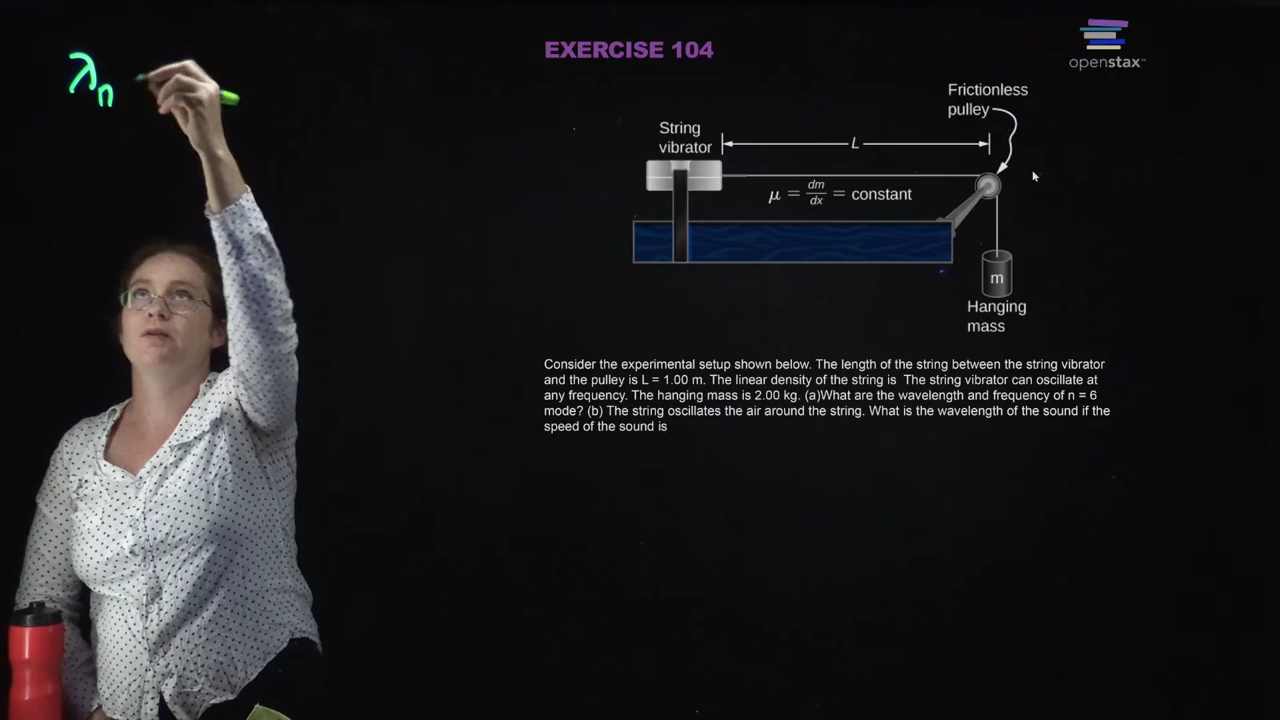 λn
EXERCISE 104
openstax™
Frictionless
pulley
String
vibrator
L
μ = dm/dx = constant
m
Hanging
mass
Consider the experimental setup shown below. The length of the string between the string vibrator
and the pulley is L = 1.00 m. The linear density of the string is The string vibrator can oscillate at
any frequency. The hanging mass is 2.00 kg. (a)What are the wavelength and frequency of n = 6
mode? (b) The string oscillates the air around the string. What is the wavelength of the sound if the
speed of the sound is